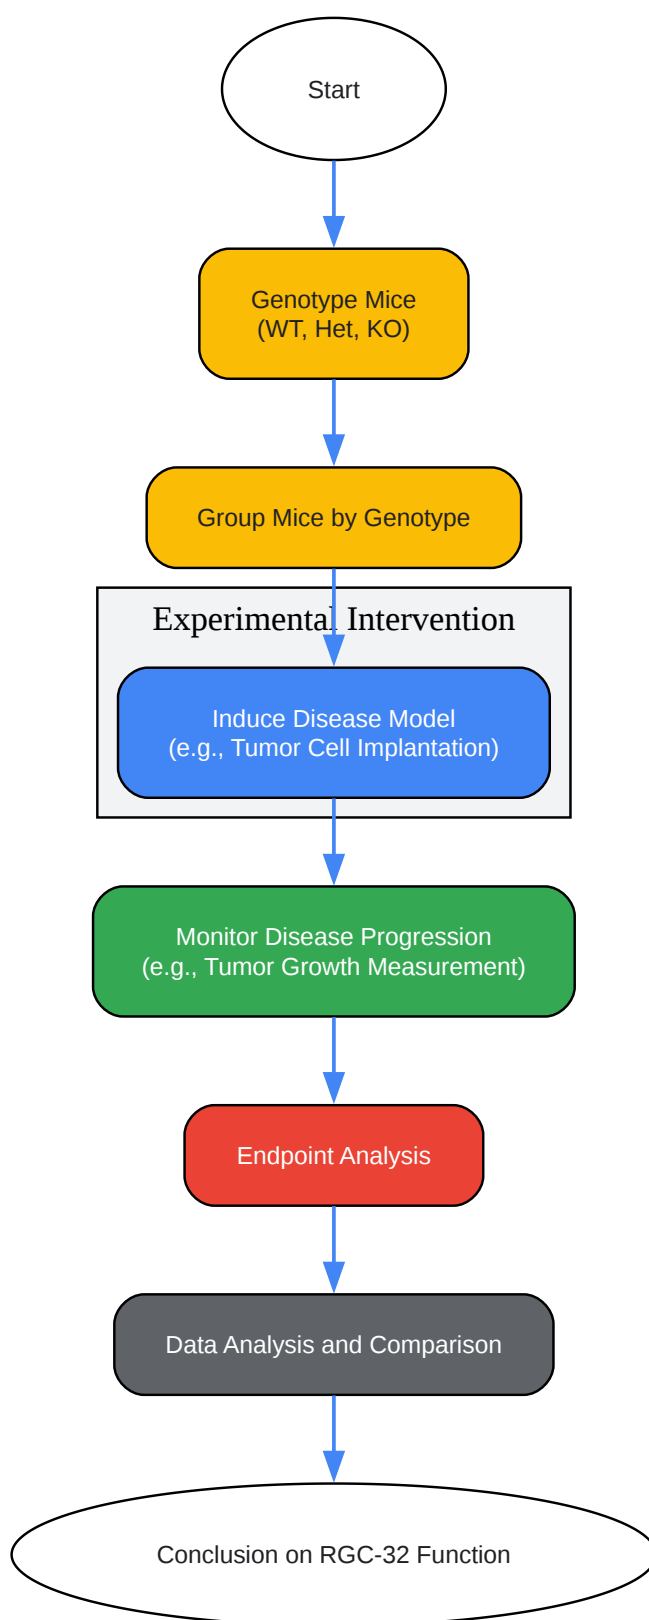 Start
Genotype Mice
(WT, Het, KO)
Group Mice by Genotype
Experimental Intervention
Induce Disease Model
(e.g., Tumor Cell Implantation)
Monitor Disease Progression
(e.g., Tumor Growth Measurement)
Endpoint Analysis
Data Analysis and Comparison
Conclusion on RGC-32 Function